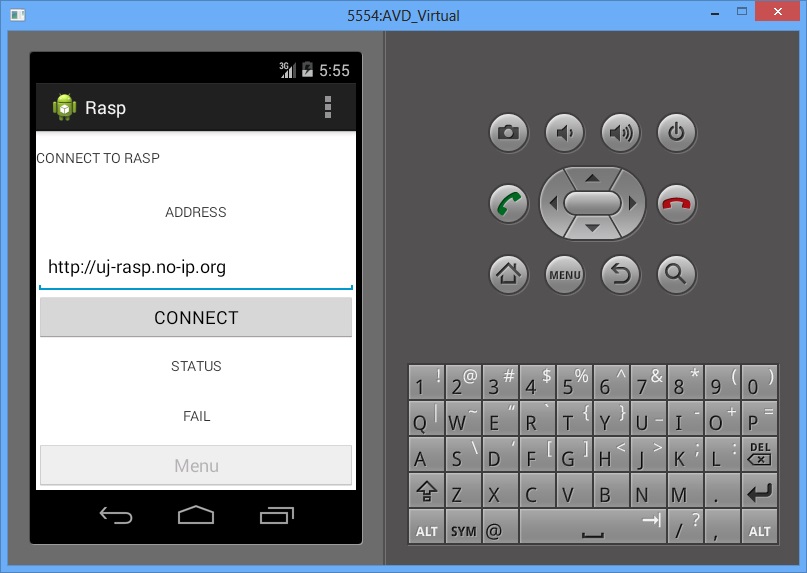 5554:AVD_Virtual
3G 5:55
Rasp
CONNECT TO RASP
ADDRESS
http://uj-rasp.no-ip.org
CONNECT
STATUS
FAIL
Menu
MENU
1 ! 2 @ 3 # 4 $ 5 % 6 ^ 7 & 8 * 9 ( 0 )
Q | W ~ E “ R ` T { Y } U _ I - O + P =
A S \ D ‘ F [ G ] H < J > K ; L : DEL
Z X C V B N M .
ALT SYM @ / ? , ALT